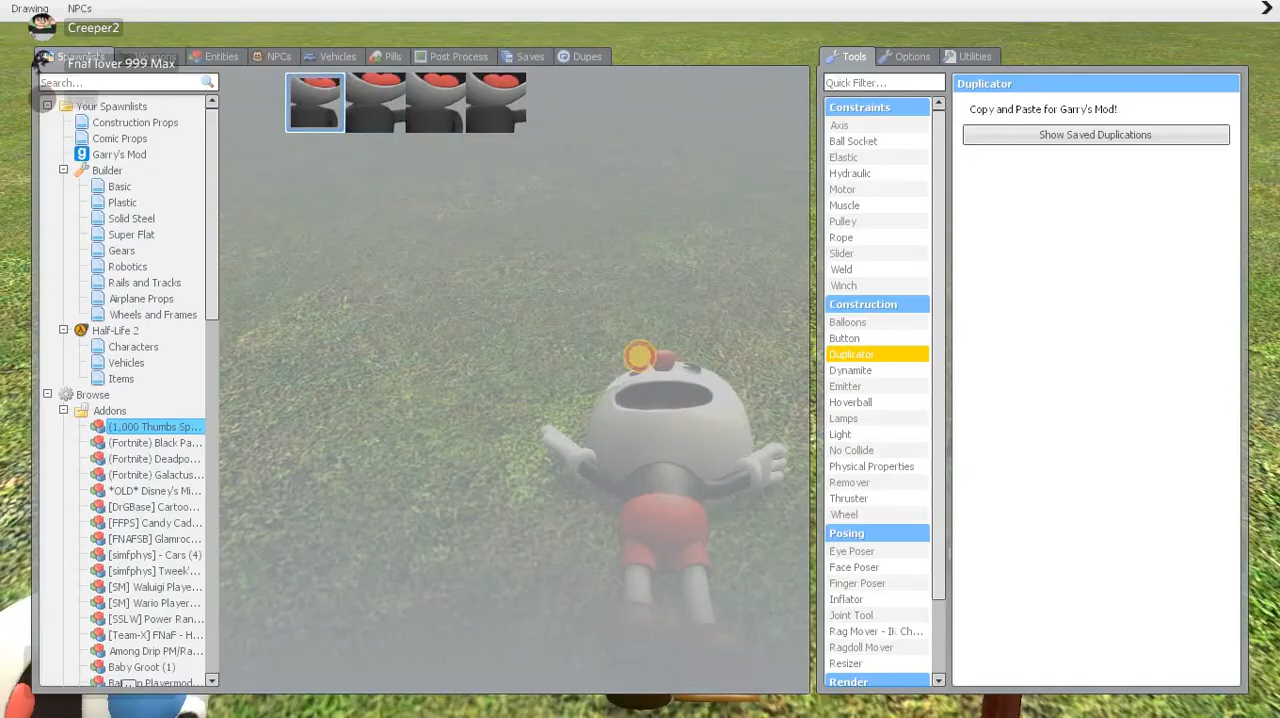 Drawing NPCs
Creeper2
Spawnlists Entities NPCs Vehicles Pills Post Process Saves Dupes
Fnaf lover 999 Max
Search...
Your Spawnlists
Construction Props
Comic Props
Garry's Mod
Builder
Basic
Plastic
Solid Steel
Super Flat
Gears
Robotics
Rails and Tracks
Airplane Props
Wheels and Frames
Half-Life 2
Characters
Vehicles
Items
Browse
Addons
(1,000 Thumbs Sp...
(Fortnite) Black Pa...
(Fortnite) Deadpo...
(Fortnite) Galactus...
*OLD* Disney's Mi...
[DrGBase] Cartoo...
[FFPS] Candy Cad...
[FNAFSB] Glamroc...
[simfphys] - Cars (4)
[simfphys] Tweek'...
[SM] Waluigi Playe...
[SM] Wario Player...
[SSLW] Power Ran...
[Team-X] FNaF - H...
Among Drip PM/Ra...
Baby Groot (1)
Playermod...
Tools Options Utilities
Quick Filter...
Constraints
Axis
Ball Socket
Elastic
Hydraulic
Motor
Muscle
Pulley
Rope
Slider
Weld
Winch
Construction
Balloons
Button
Duplicator
Dynamite
Emitter
Hoverball
Lamps
Light
No Collide
Physical Properties
Remover
Thruster
Wheel
Posing
Eye Poser
Face Poser
Finger Poser
Inflator
Joint Tool
Rag Mover - IK Ch...
Ragdoll Mover
Resizer
Render
Duplicator
Copy and Paste for Garry's Mod!
Show Saved Duplications